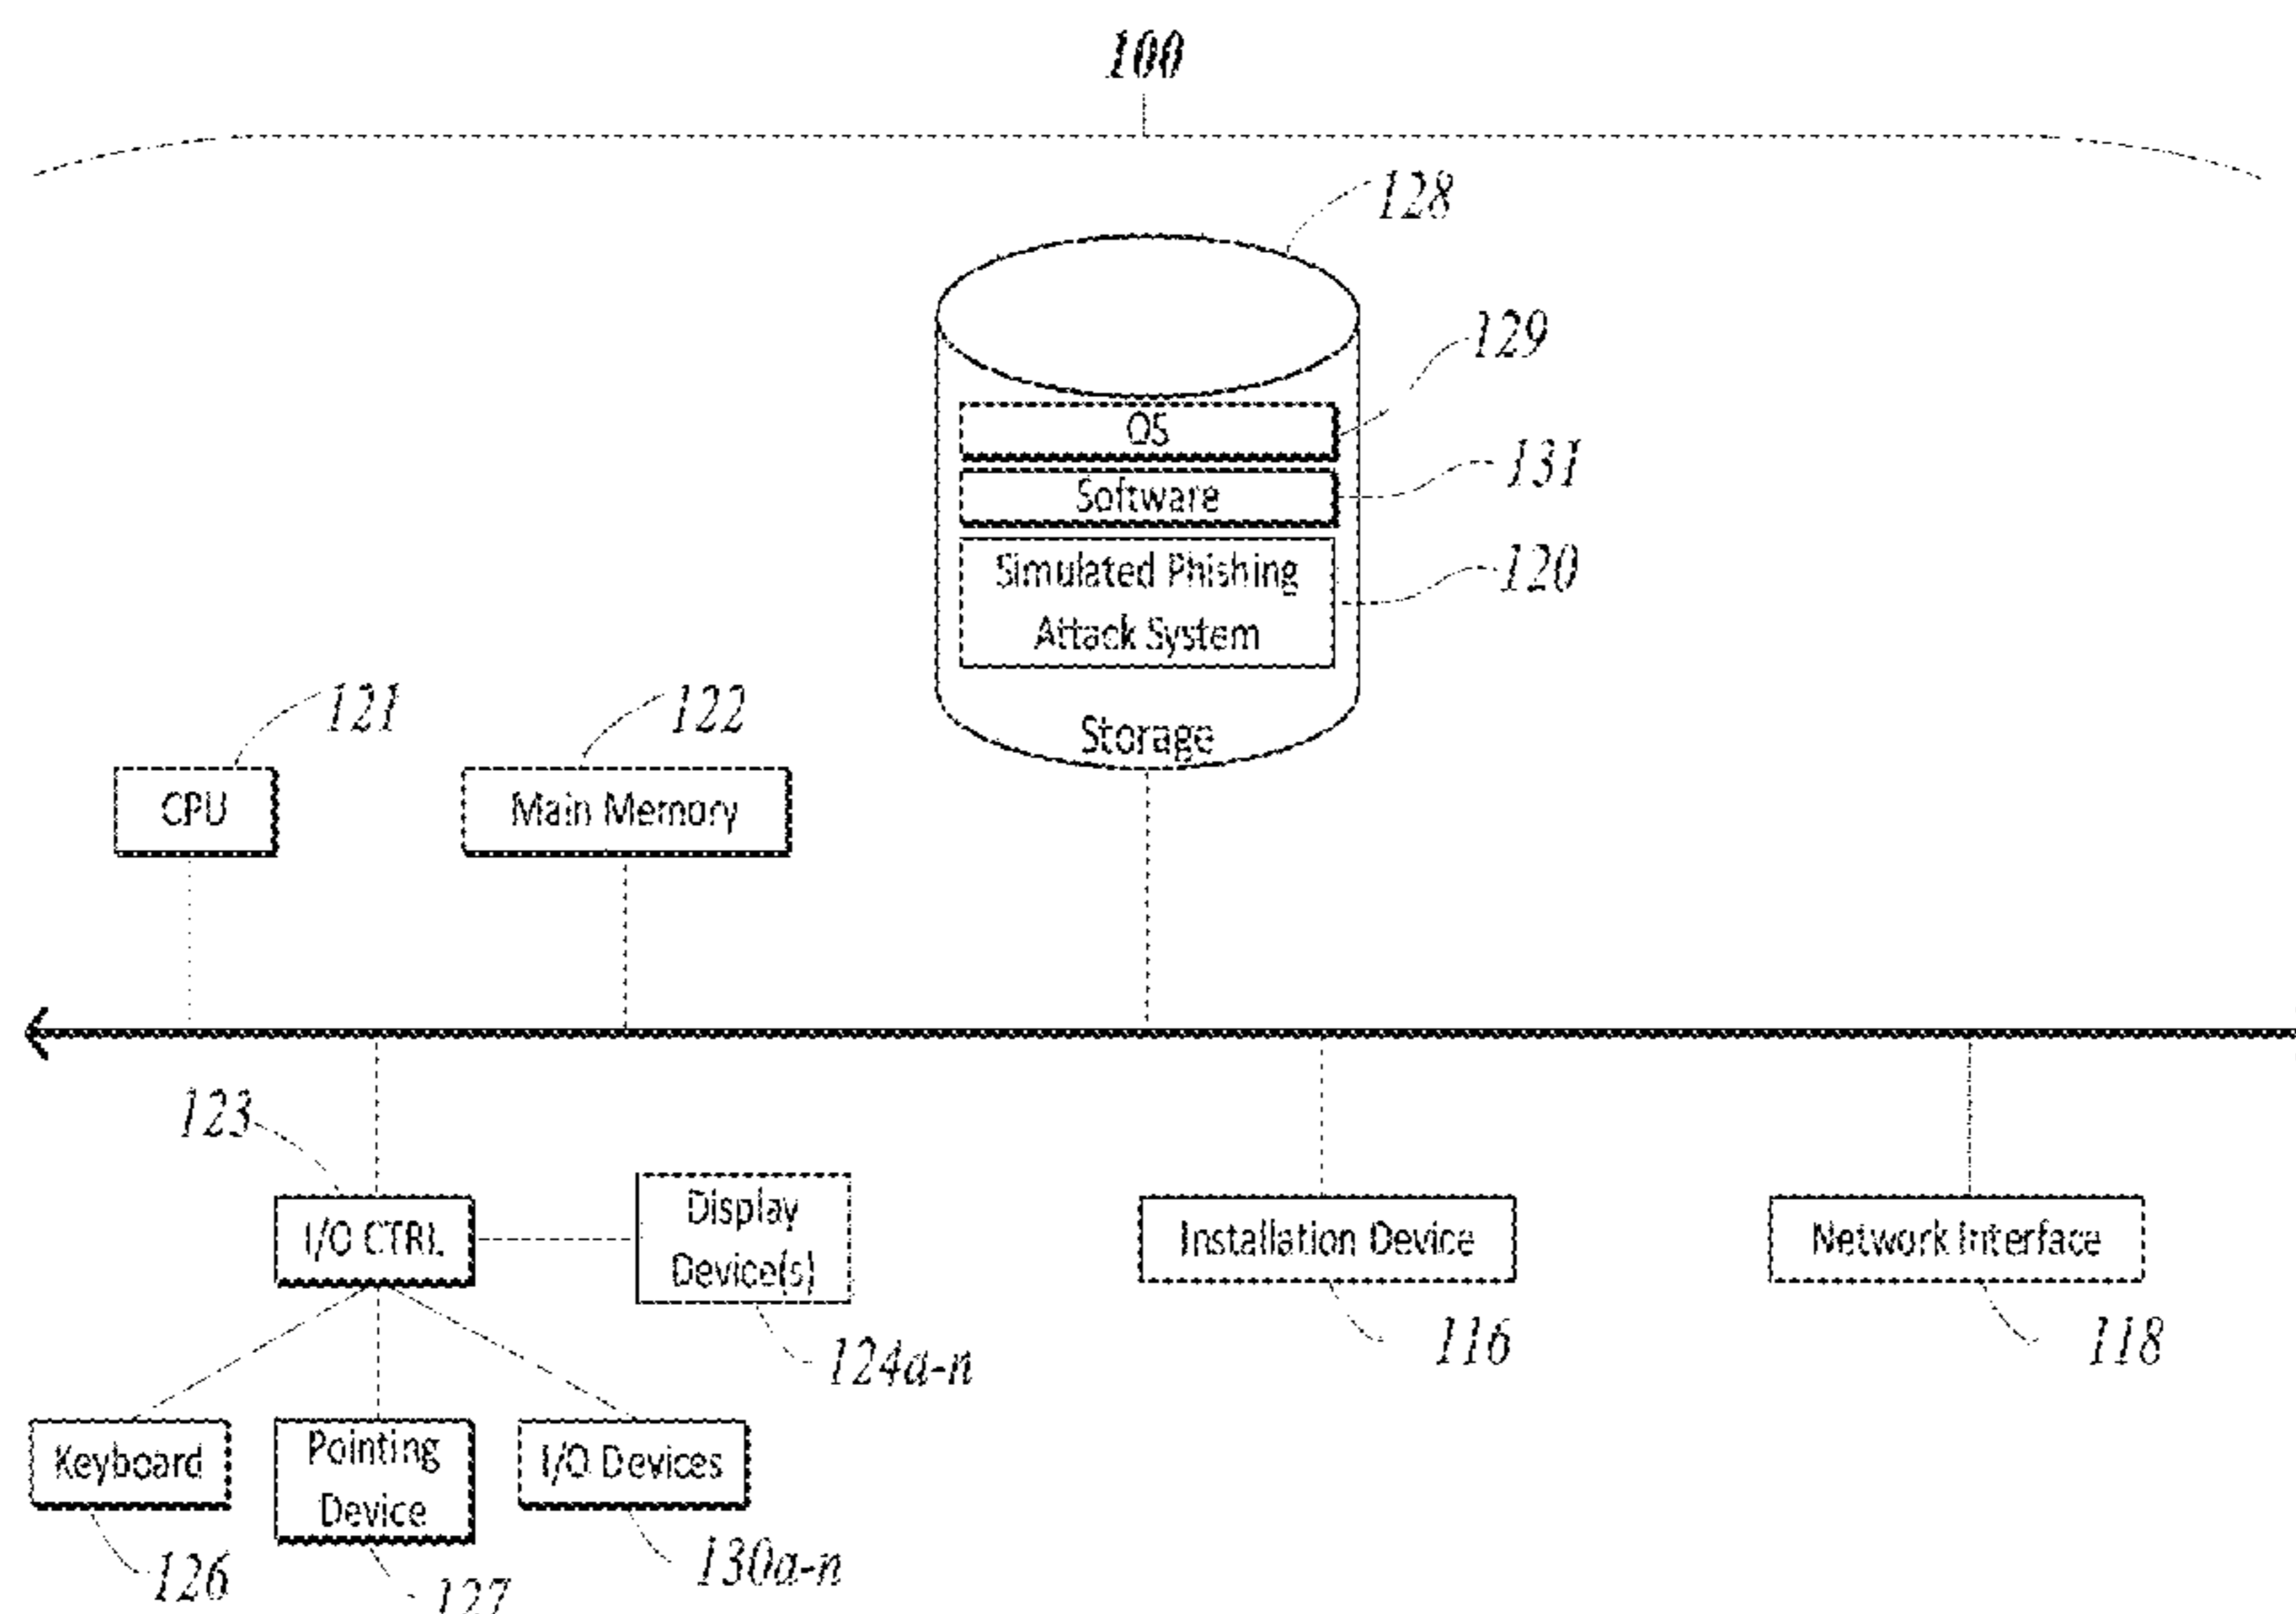 100
128
129
OS
131
Software
120
Simulated Phishing
Attack System
Storage
121
122
CPU
Main Memory
123
I/O CTRL
Display
Device(s)
Installation Device
Network Interface
124a-n
116
118
Keyboard
Pointing
Device
I/O Devices
126
127
130a-n